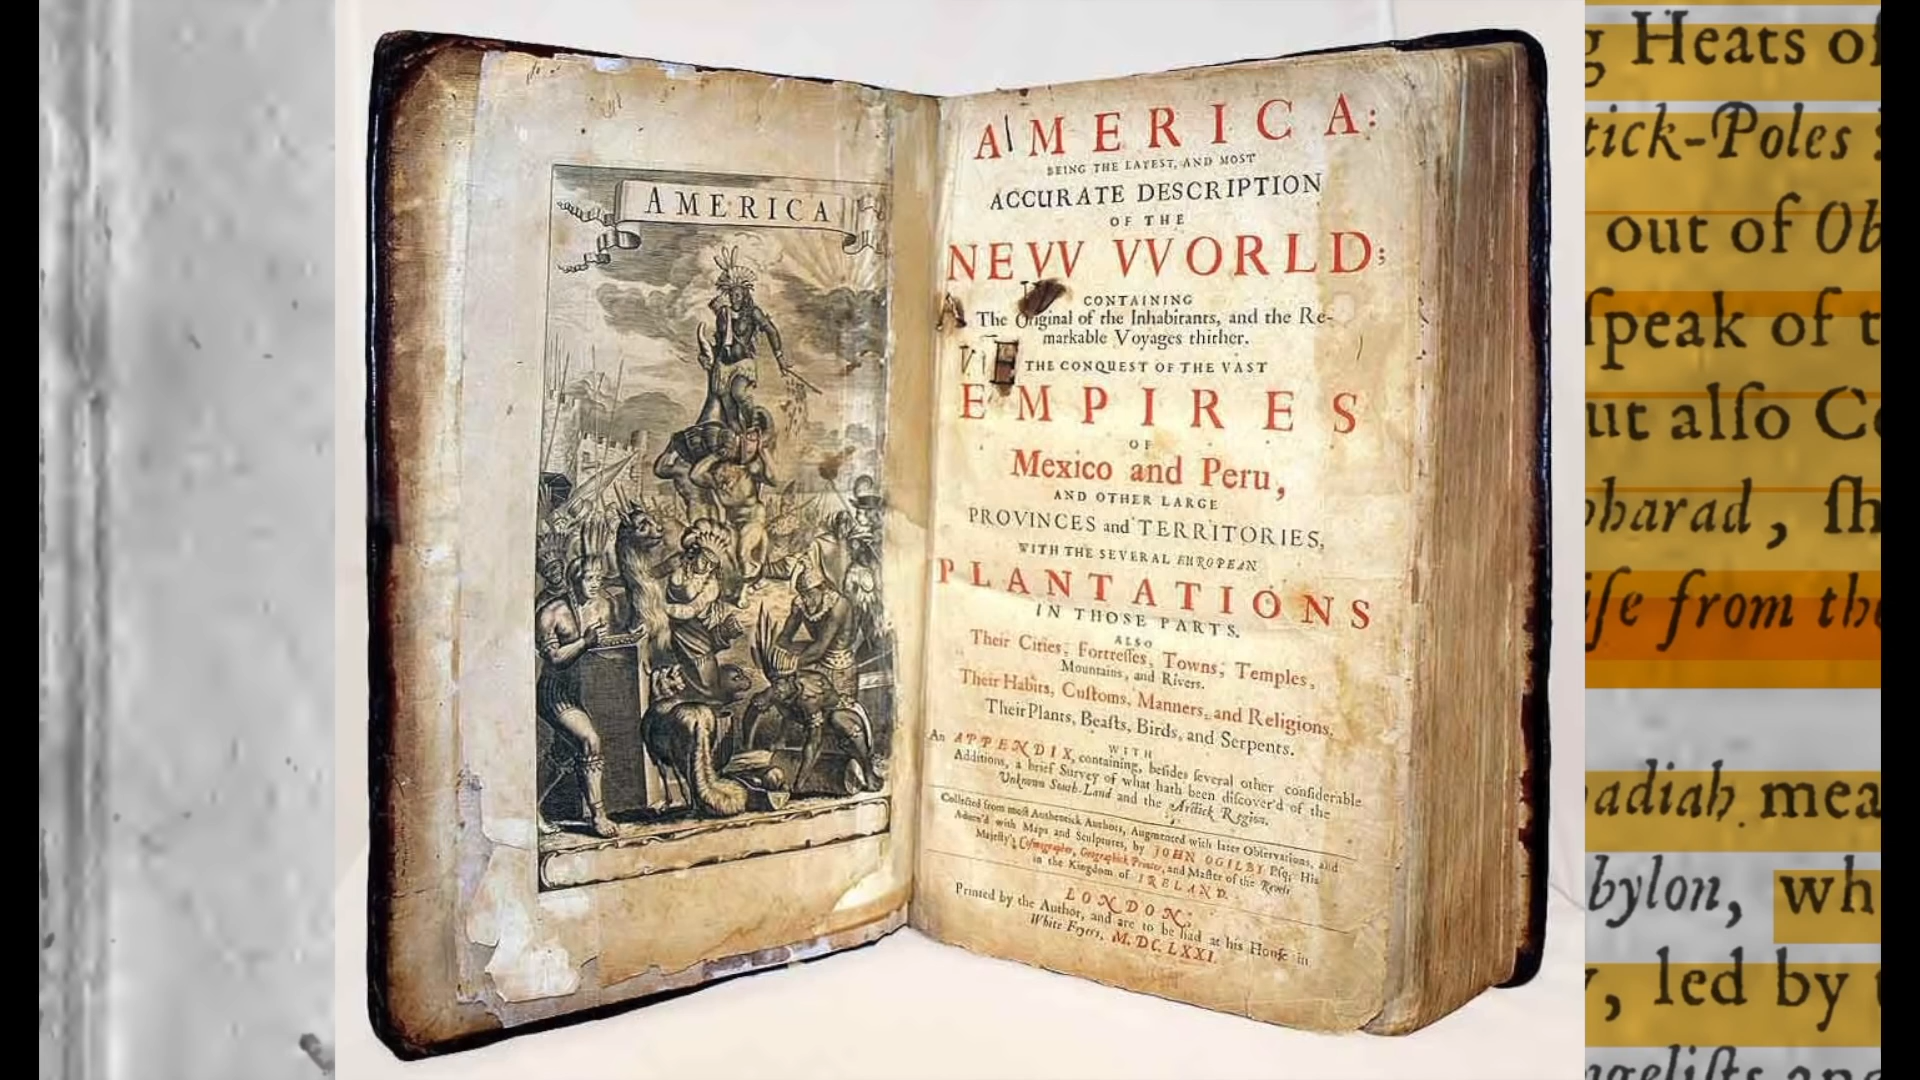 AMERICA
AMERICA:
BEING THE LATEST, AND MOST
ACCURATE DESCRIPTION
OF THE
NEVV VVORLD;
CONTAINING
The Original of the Inhabitants, and the Re-
markable Voyages thither.
THE CONQUEST OF THE VAST
EMPIRES
OF
Mexico and Peru,
AND OTHER LARGE
PROVINCES and TERRITORIES,
WITH THE SEVERAL EUROPEAN
PLANTATIONS
IN THOSE PARTS.
ALSO
Their Cities, Fortreſſes, Towns, Temples,
Mountains, and Rivers.
Their Habits, Cuſtoms, Manners, and Religions,
Their Plants, Beaſts, Birds, and Serpents.
WITH
An APPENDIX, containing, beſides ſeveral other conſiderable
Additions, a brief Survey of what hath been diſcover'd of the
Unknown South-Land and the Arctick Region.
Collected from moſt Authentick Authors, Augmented with later Obſervations, and
Adorn'd with Maps and Sculptures, by JOHN OGILBY Eſq; His
Majeſty's Coſmographer, Geographick Printer, and Maſter of the Revels
in the Kingdom of IRELAND.
LONDON:
Printed by the Author, and are to be had at his Houſe in
White Fryers, M.DC.LXXI.
g Heats of
tick-Poles
out of Ob
ſpeak of t
ut alſo Co
pharad, ſh
iſe from the
adiah mea
bylon, wh
, led by
ngeliſts and